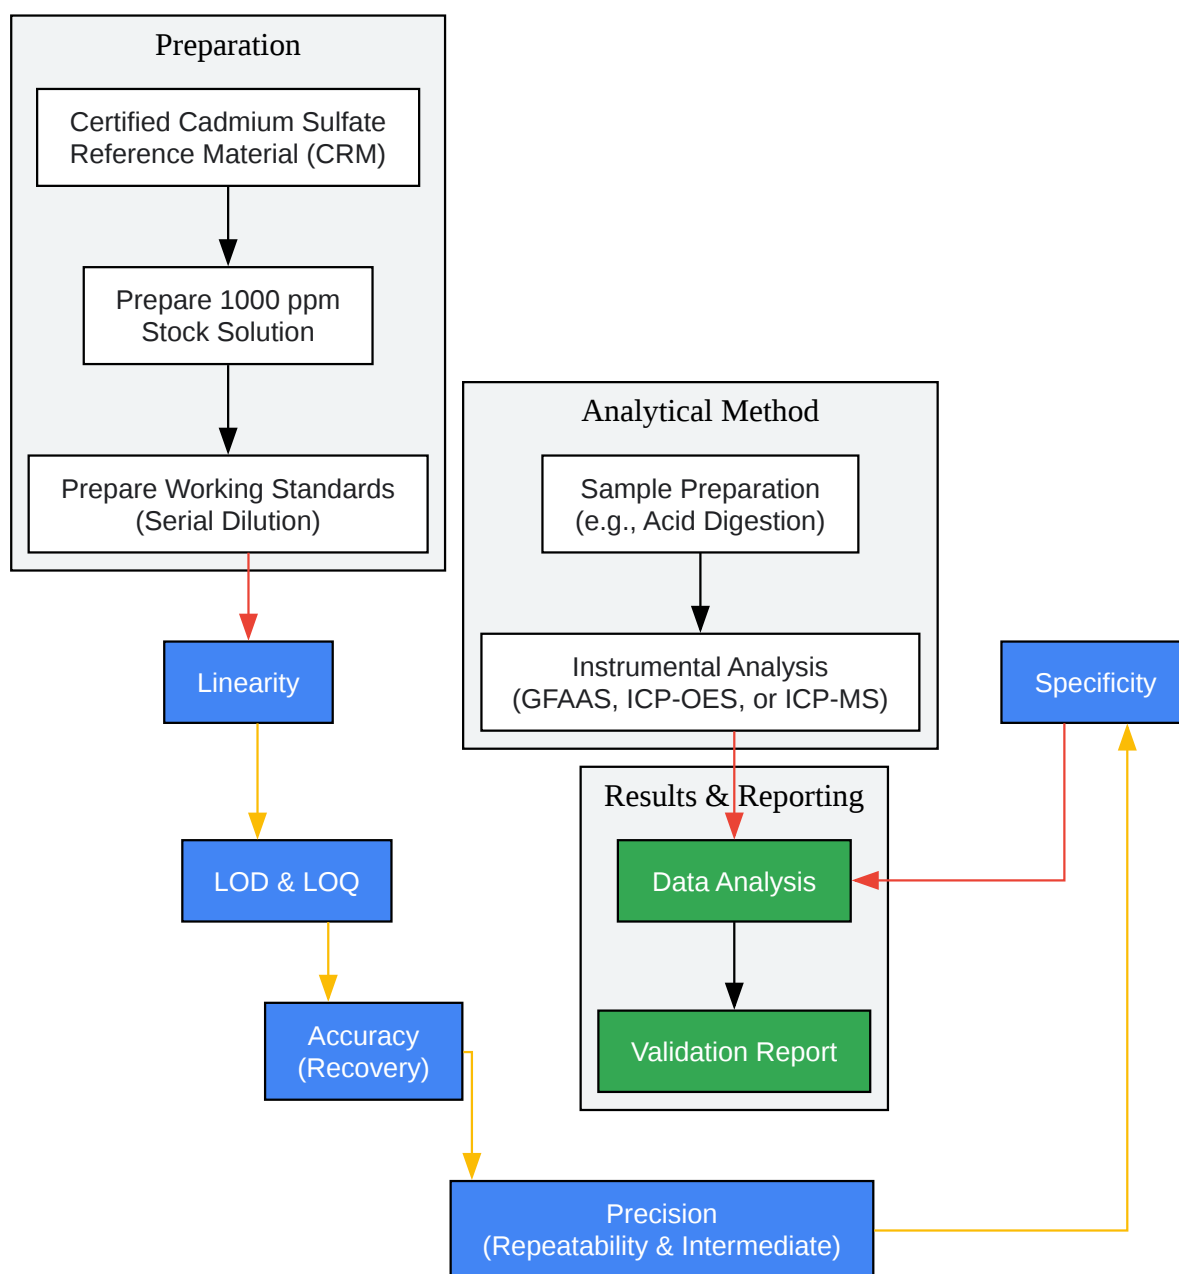 Preparation
Certified Cadmium Sulfate
Reference Material (CRM)
Prepare 1000 ppm
Stock Solution
Prepare Working Standards
(Serial Dilution)
Analytical Method
Sample Preparation
(e.g., Acid Digestion)
Instrumental Analysis
(GFAAS, ICP-OES, or ICP-MS)
Linearity
Specificity
Results & Reporting
Data Analysis
LOD & LOQ
Accuracy
(Recovery)
Validation Report
Precision
(Repeatability & Intermediate)